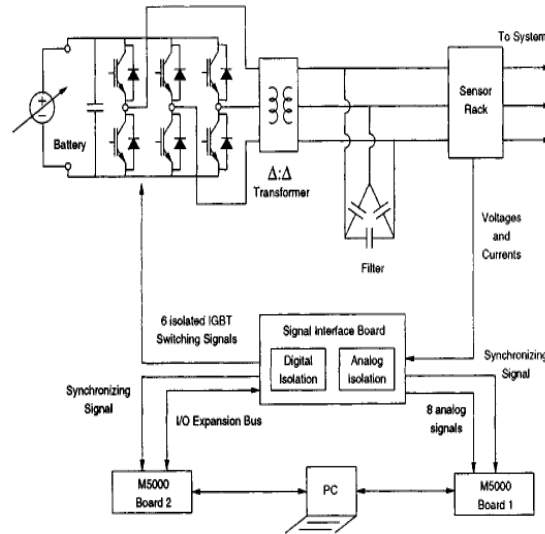 To System
Sensor
Rack
Battery
Δ:Δ
Transformer
Voltages
and
Currents
Filter
6 isolated IGBT
Switching Signals
Signal Interface Board
Digital
Isolation
Analog
isolation
Synchronizing
Signal
Synchronizing
Signal
I/O Expansion Bus
8 analog
signals
M5000
Board 2
PC
M5000
Board 1